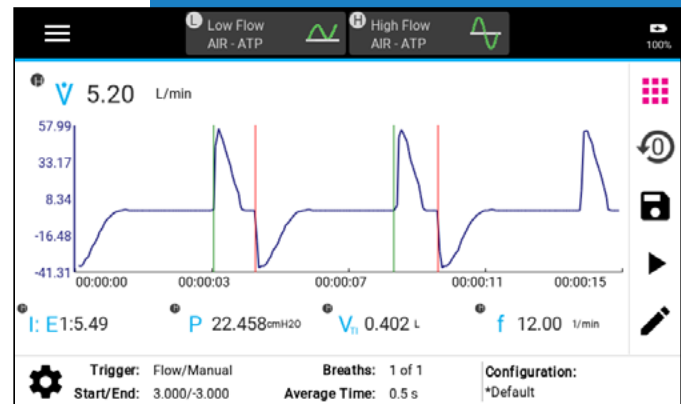 L Low Flow
AIR - ATP
H High Flow
AIR - ATP
100%
H V 5.20 L/min
57.99
33.17
8.34
-16.48
-41.31
00:00:00 00:00:03 00:00:07 00:00:11 00:00:15
0
I: E1:5.49
P 22.458cmH20
VTI 0.402 L
f 12.00 1/min
Trigger: Flow/Manual
Start/End: 3.000/-3.000
Breaths: 1 of 1
Average Time: 0.5 s
Configuration:
*Default